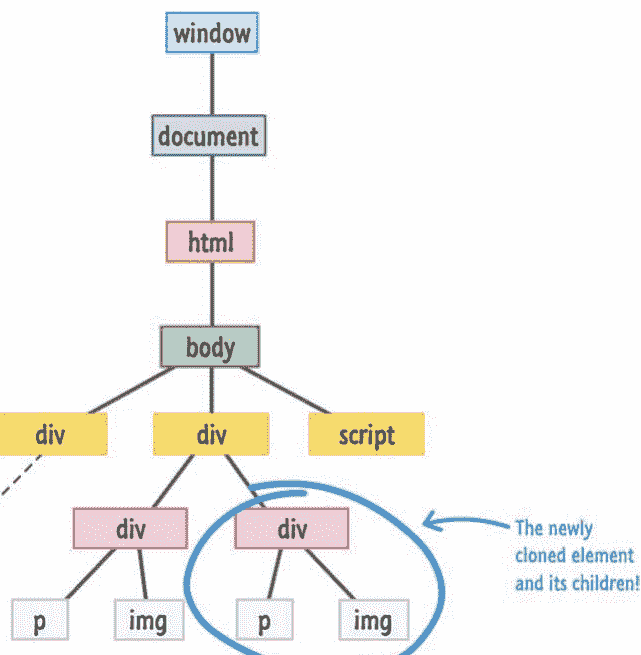 window
document
html
body
div div script
div div
The newly
cloned element
and its children!
p img p img